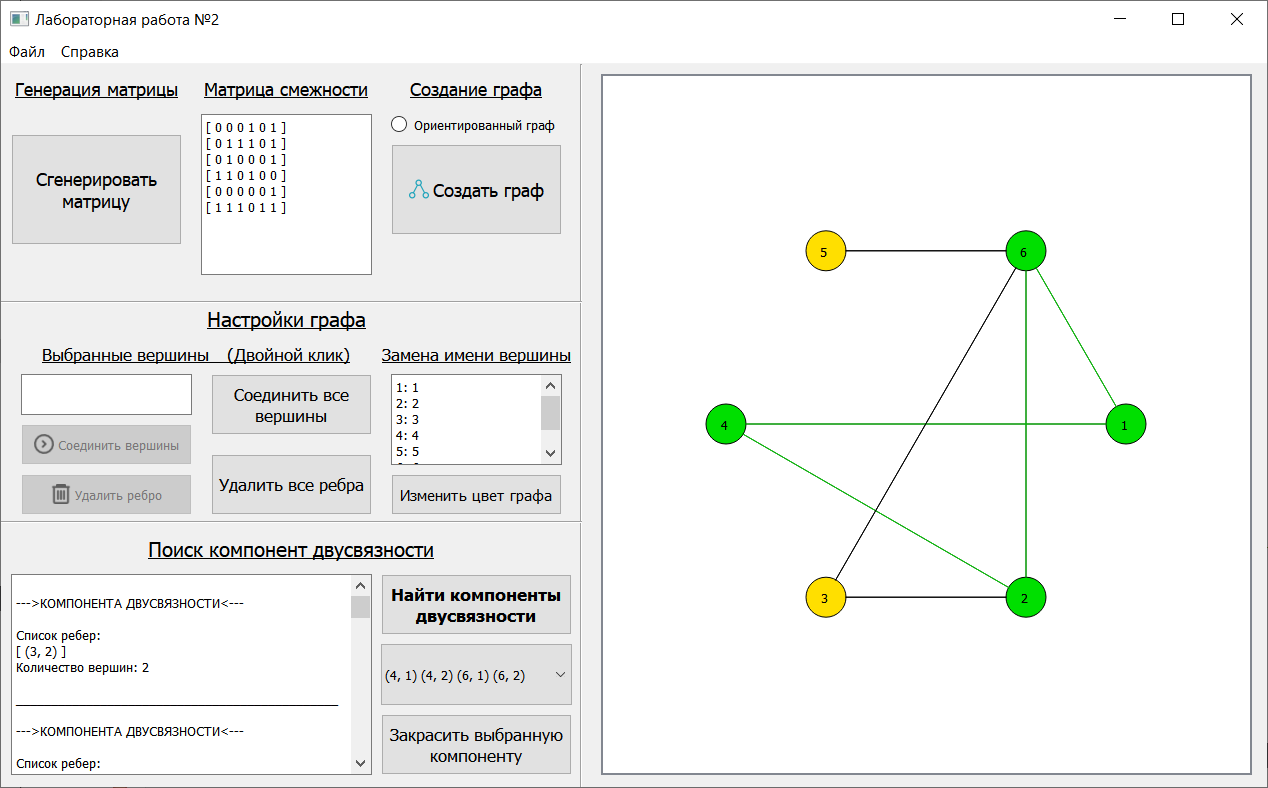 Лабораторная работа №2
Файл Справка
Генерация матрицы
Сгенерировать
матрицу
Матрица смежности
[ 0 0 0 1 0 1 ]
[ 0 1 1 1 0 1 ]
[ 0 1 0 0 0 1 ]
[ 1 1 0 1 0 0 ]
[ 0 0 0 0 0 1 ]
[ 1 1 1 0 1 1 ]
Создание графа
Ориентированный граф
Создать граф
Настройки графа
Выбранные вершины (Двойной клик)
Соединить вершины
Удалить ребро
Соединить все
вершины
Удалить все ребра
Замена имени вершины
1: 1
2: 2
3: 3
4: 4
5: 5
Изменить цвет графа
Поиск компонент двусвязности
--->КОМПОНЕНТА ДВУСВЯЗНОСТИ<---
Список ребер:
[ (3, 2) ]
Количество вершин: 2
--->КОМПОНЕНТА ДВУСВЯЗНОСТИ<---
Список ребер:
Найти компоненты
двусвязности
(4, 1) (4, 2) (6, 1) (6, 2)
Закрасить выбранную
компоненту
5
6
4
1
3
2